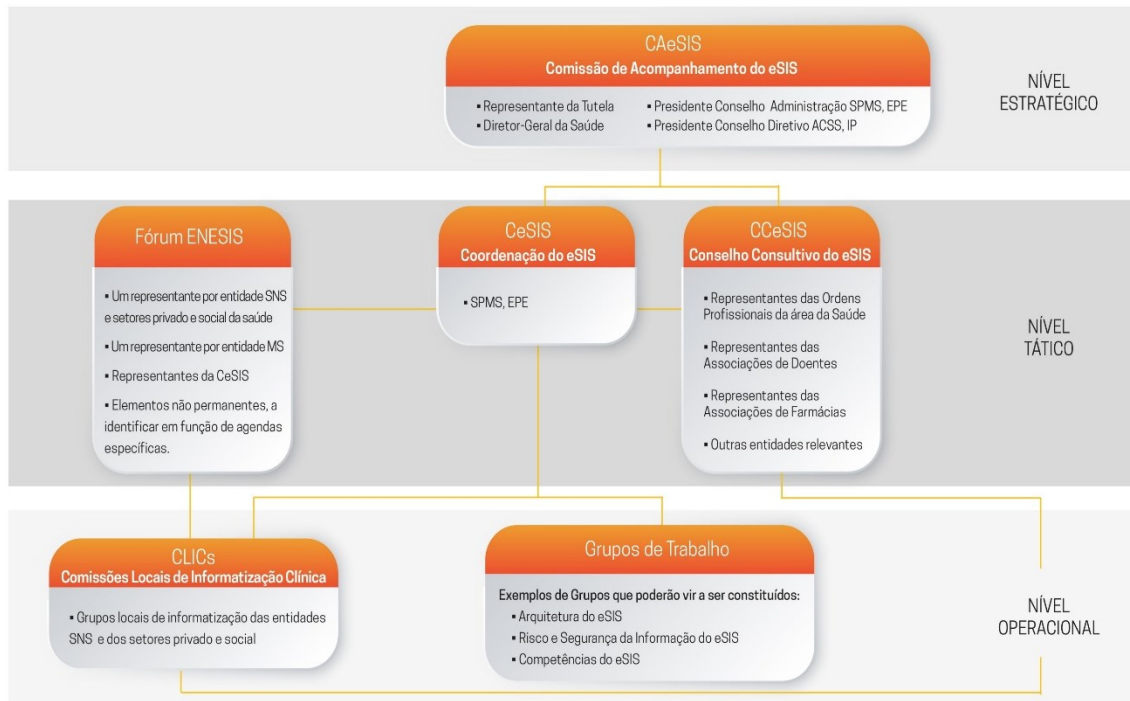 CAeSIS
Comissão de Acompanhamento do eSIS
▪ Representante da Tutela
▪ Diretor-Geral da Saúde
▪ Presidente Conselho Administração SPMS, EPE
▪ Presidente Conselho Diretivo ACSS, IP
NÍVEL
ESTRATÉGICO
Fórum ENESIS
▪ Um representante por entidade SNS
e setores privado e social da saúde
▪ Um representante por entidade MS
▪ Representantes da CeSIS
▪ Elementos não permanentes, a
identificar em função de agendas
específicas.
CeSIS
Coordenação do eSIS
▪ SPMS, EPE
CCeSIS
Conselho Consultivo do eSIS
▪ Representantes das Ordens
Profissionais da área da Saúde
▪ Representantes das
Associações de Doentes
▪ Representantes das
Associações de Farmácias
▪ Outras entidades relevantes
NÍVEL
TÁTICO
CLICs
Comissões Locais de Informatização Clínica
▪ Grupos locais de informatização das entidades
SNS e dos setores privado e social
Grupos de Trabalho
Exemplos de Grupos que poderão vir a ser constituídos:
▪ Arquitetura do eSIS
▪ Risco e Segurança da Informação do eSIS
▪ Competências do eSIS
NÍVEL
OPERACIONAL